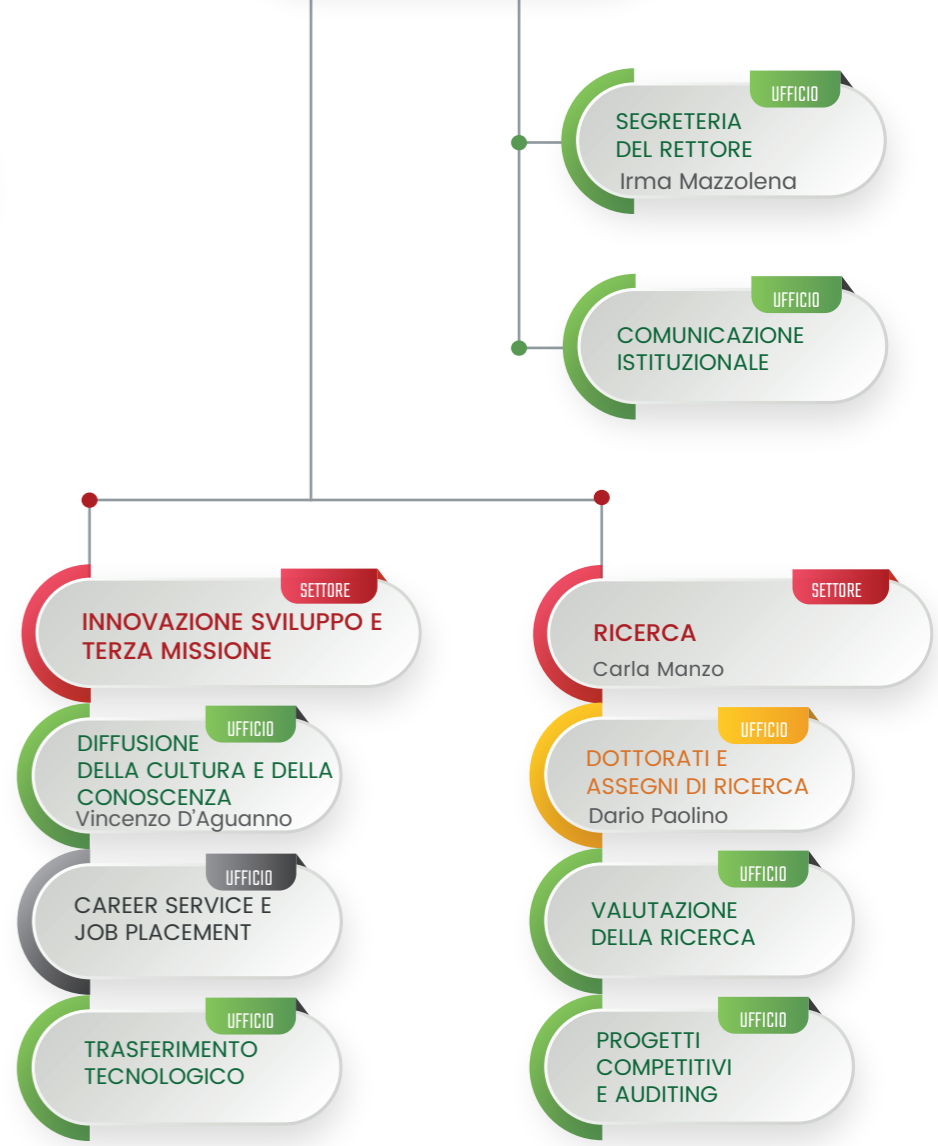 UFFICIO
SEGRETERIA
DEL RETTORE
Irma Mazzolena
UFFICIO
COMUNICAZIONE
ISTITUZIONALE
SETTORE
INNOVAZIONE SVILUPPO E
TERZA MISSIONE
UFFICIO
DIFFUSIONE
DELLA CULTURA E DELLA
CONOSCENZA
Vincenzo D'Aguanno
UFFICIO
CAREER SERVICE E
JOB PLACEMENT
UFFICIO
TRASFERIMENTO
TECNOLOGICO
SETTORE
RICERCA
Carla Manzo
UFFICIO
DOTTORATI E
ASSEGNI DI RICERCA
Dario Paolino
UFFICIO
VALUTAZIONE
DELLA RICERCA
UFFICIO
PROGETTI
COMPETITIVI
E AUDITING